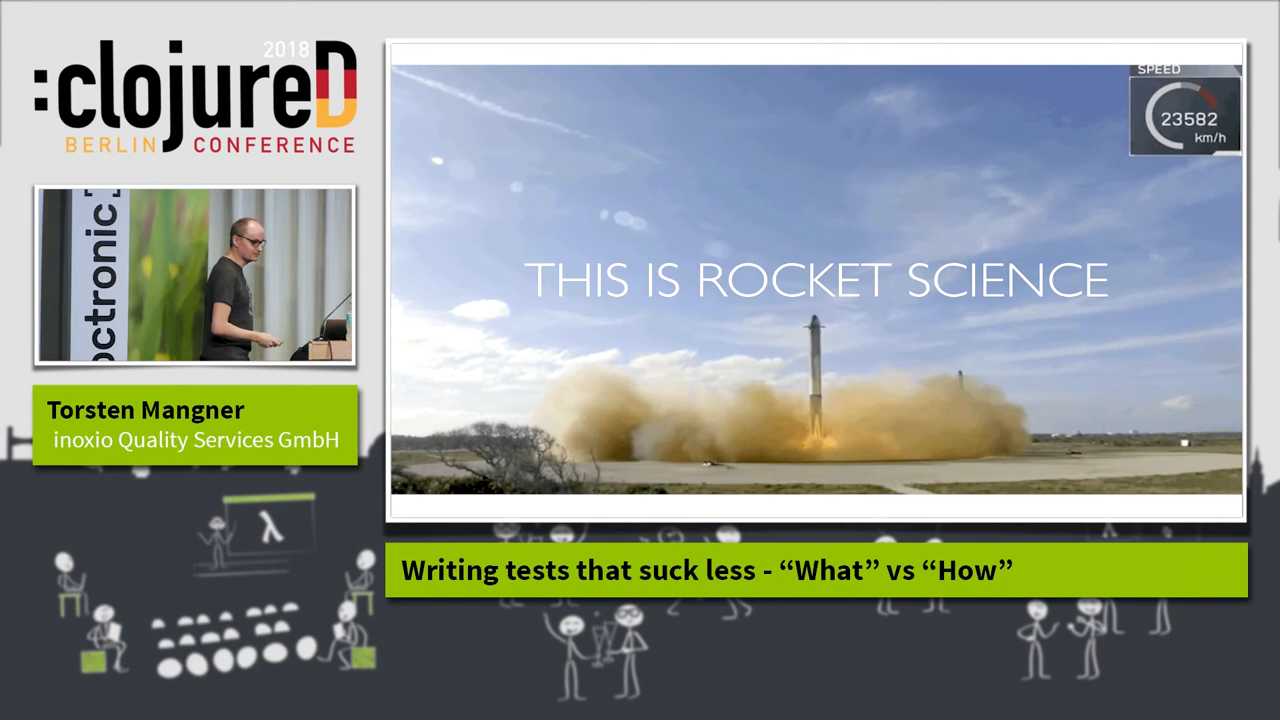 2018
:clojureD
BERLIN CONFERENCE
ectronic
Torsten Mangner
inoxio Quality Services GmbH
λ
SPEED
23582
km/h
THIS IS ROCKET SCIENCE
Writing tests that suck less - “What” vs “How”